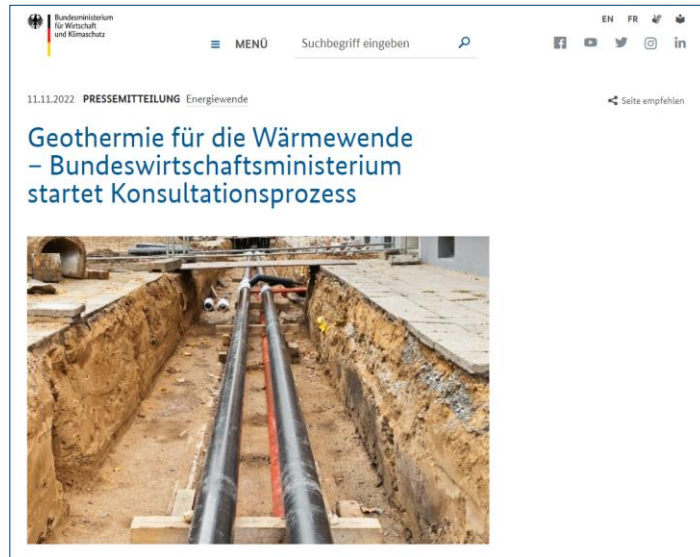 Bundesministerium
für Wirtschaft
und Klimaschutz
MENÜ
Suchbegriff eingeben
EN FR
11.11.2022 PRESSEMITTEILUNG Energiewende
Seite empfehlen
Geothermie für die Wärmewende
– Bundeswirtschaftsministerium
startet Konsultationsprozess